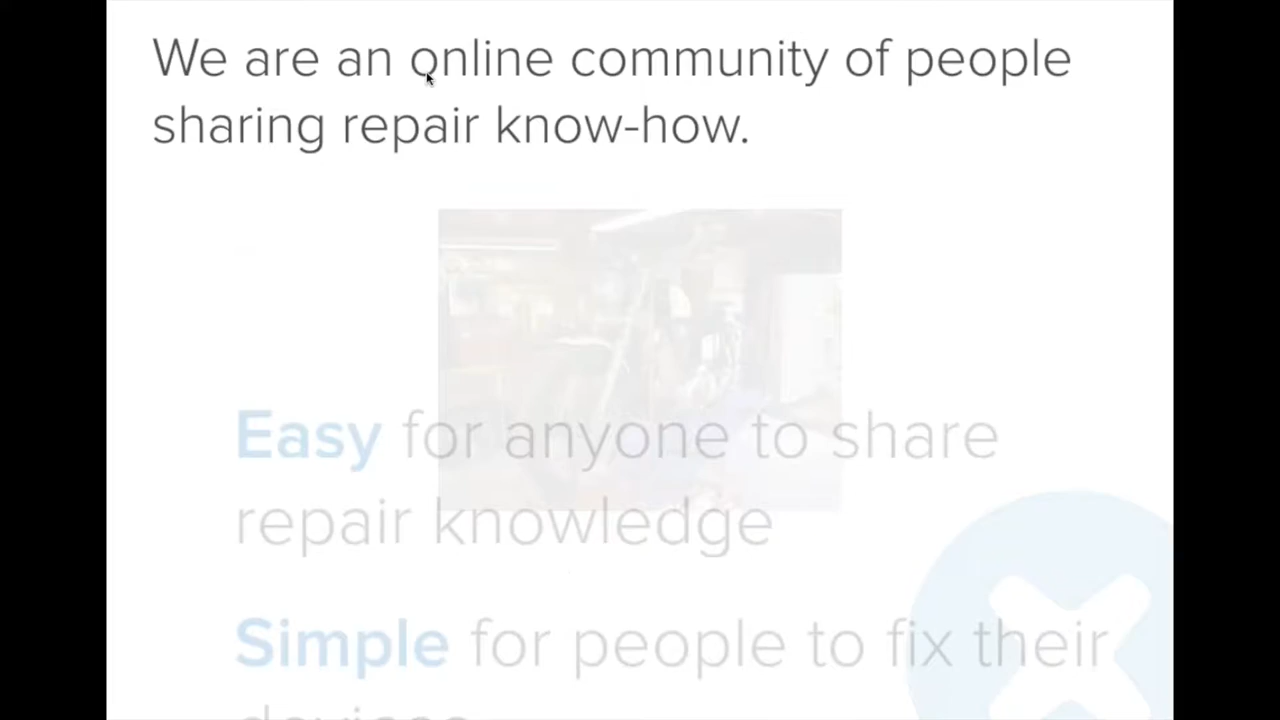 We are an online community of people
sharing repair know-how.
Easy for anyone to share
repair knowledge
Simple for people to fix their
devices